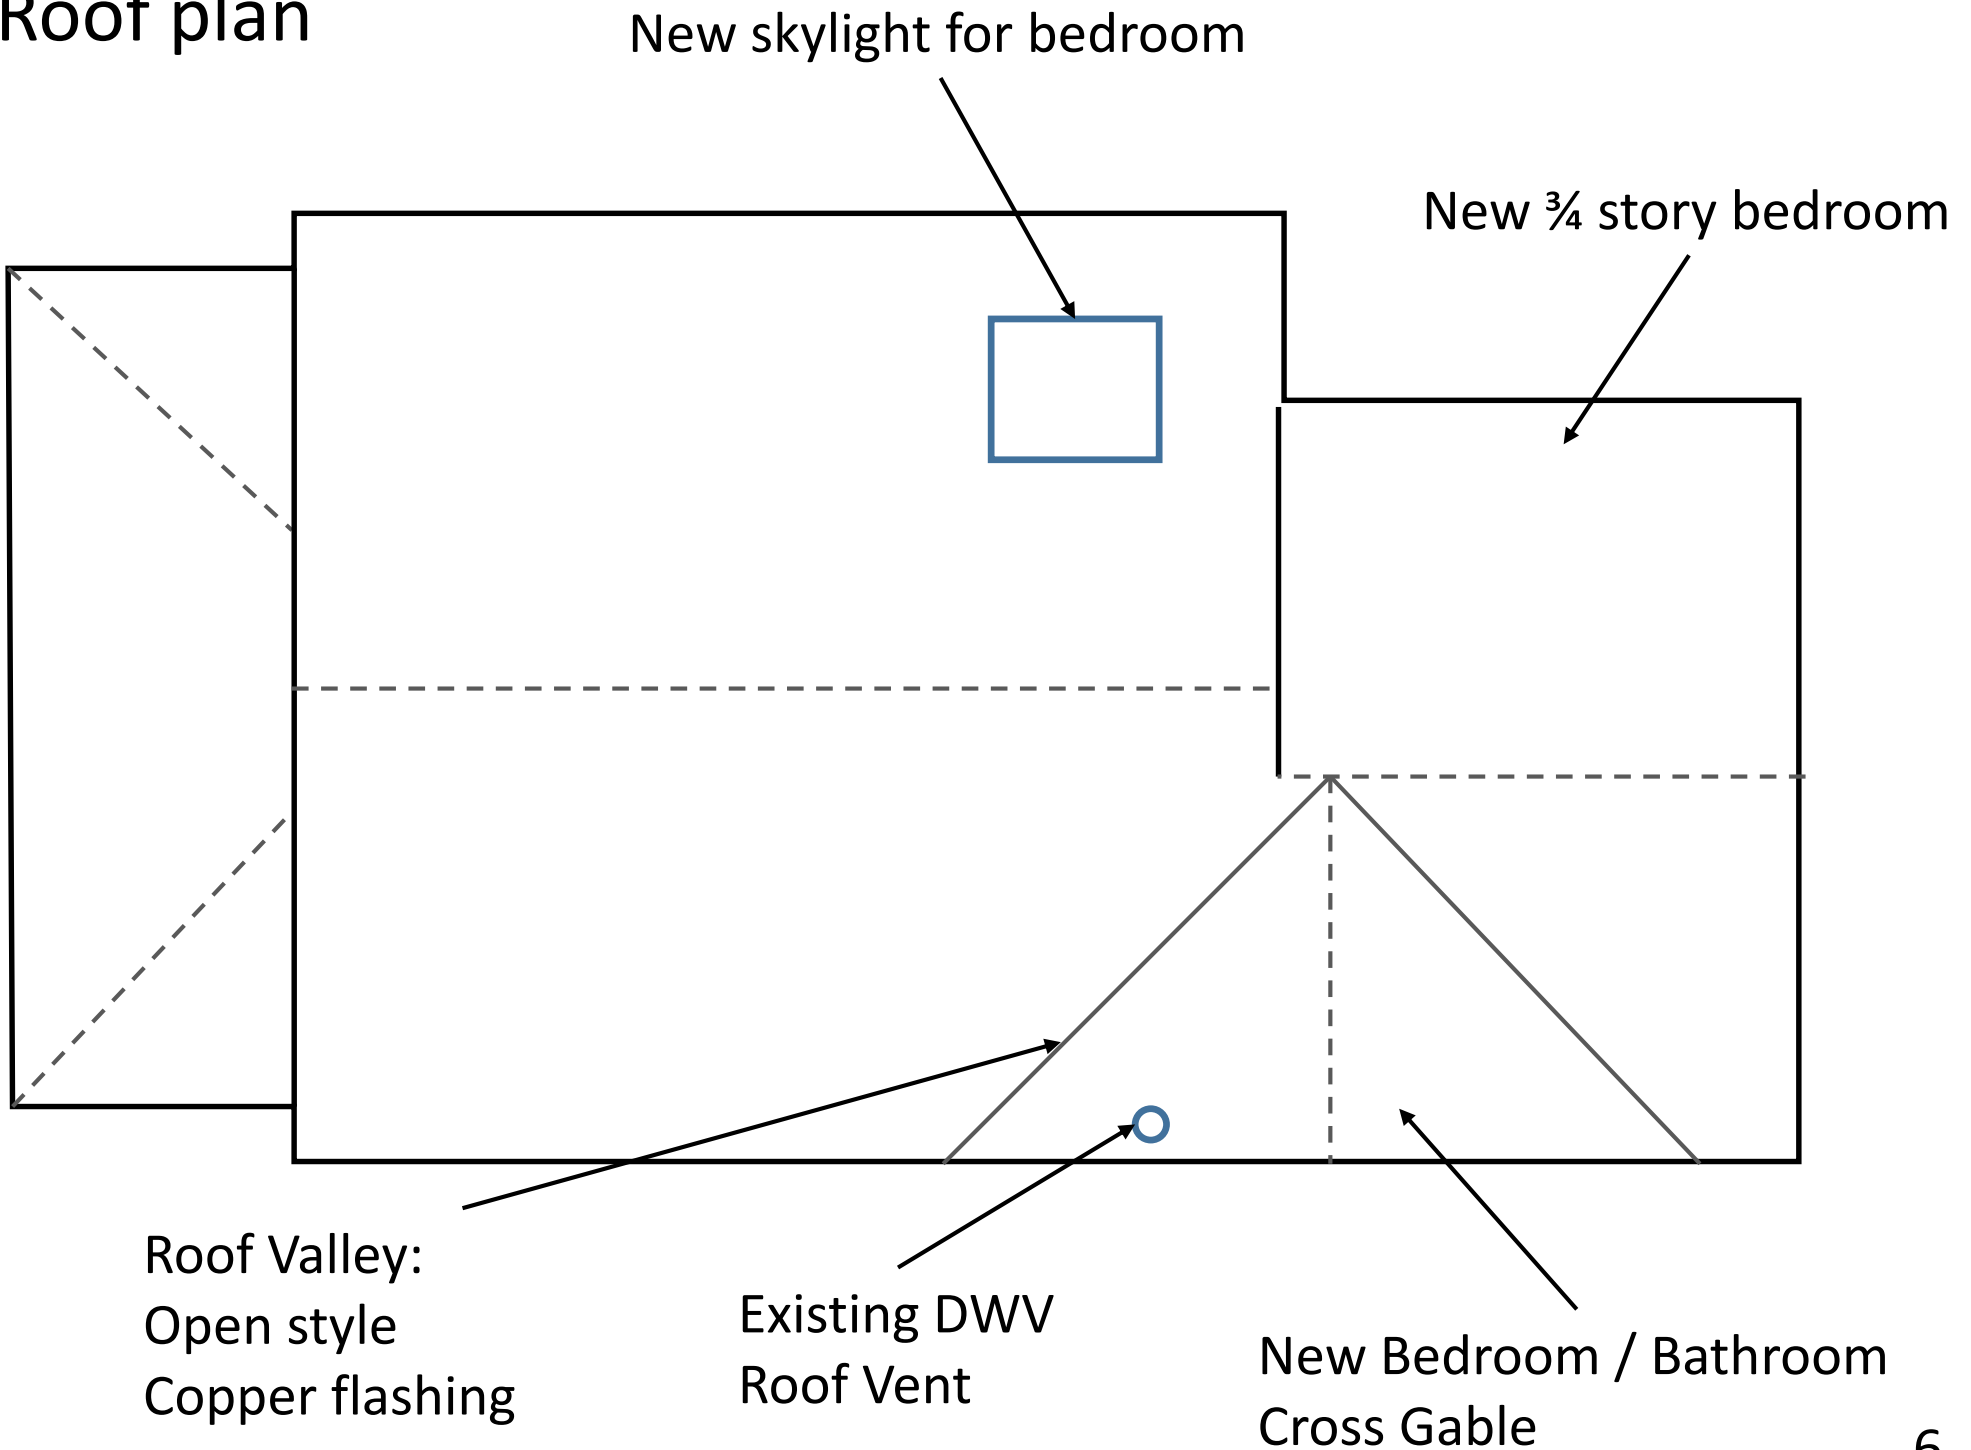 Roof plan
New skylight for bedroom
New ¾ story bedroom
Roof Valley:
Open style
Copper flashing
Existing DWV
Roof Vent
New Bedroom / Bathroom
Cross Gable
6